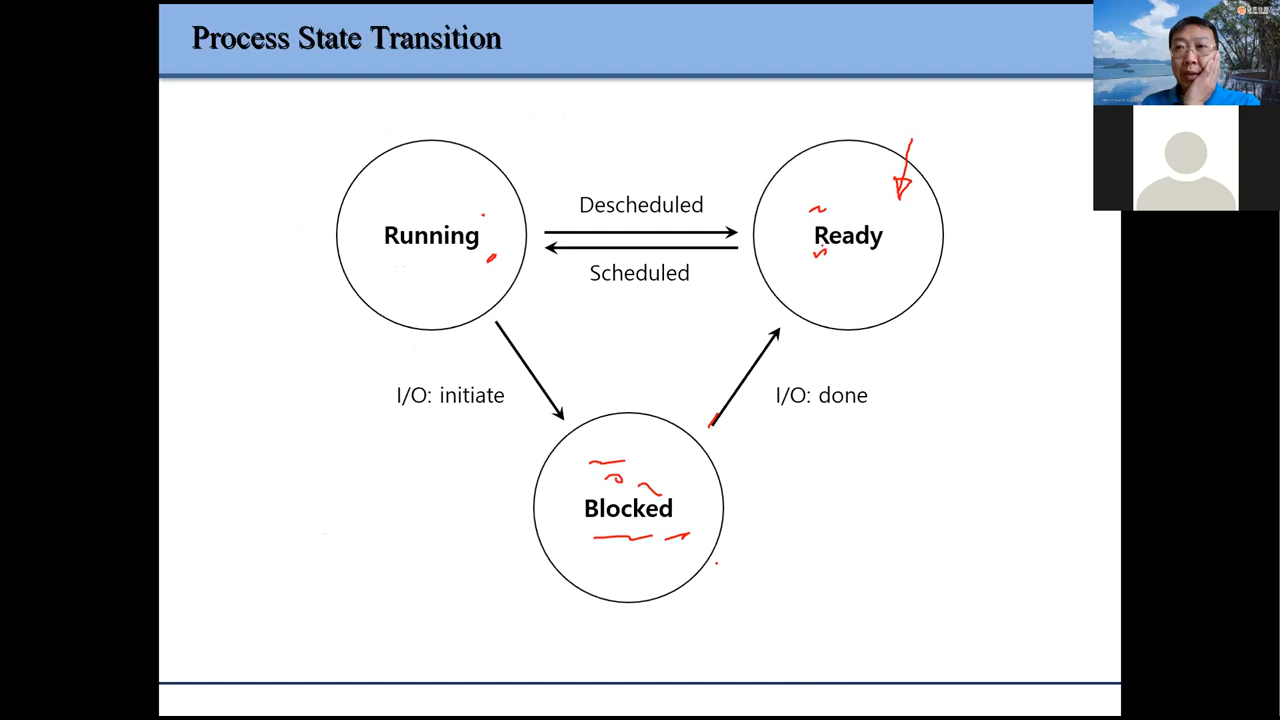 Process State Transition
Descheduled
Running
Ready
Scheduled
I/O: initiate
I/O: done
Blocked